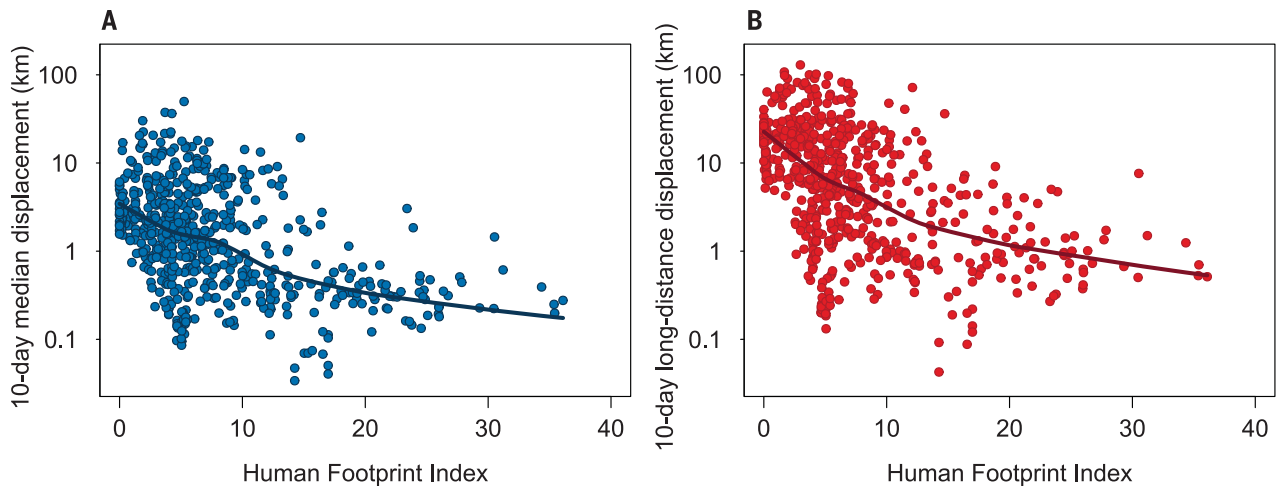 A
10-day median displacement (km)
100
10
1
0.1
0 10 20 30 40
Human Footprint Index
B
10-day long-distance displacement (km)
100
10
1
0.1
0 10 20 30 40
Human Footprint Index